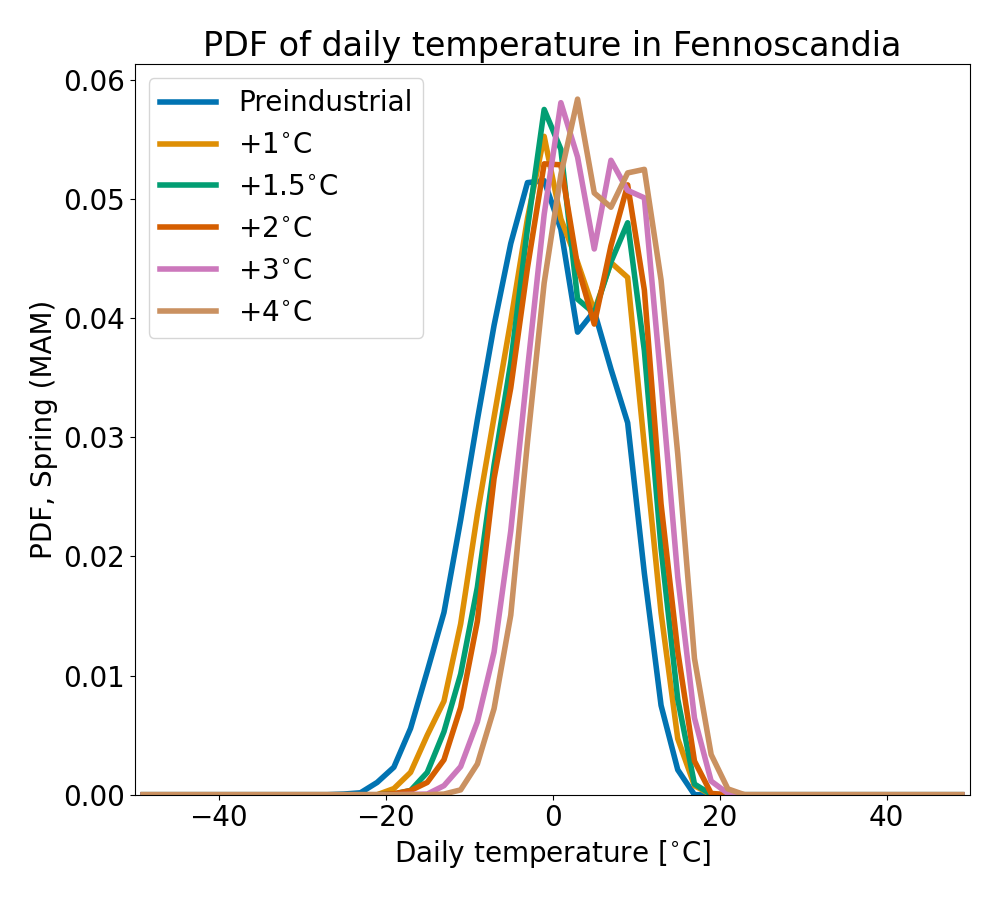 PDF of daily temperature in Fennoscandia
PDF, Spring (MAM)
0.06
0.05
0.04
0.03
0.02
0.01
0.00
Preindustrial
+1°C
+1.5°C
+2°C
+3°C
+4°C
−40
−20
0
20
40
Daily temperature [°C]